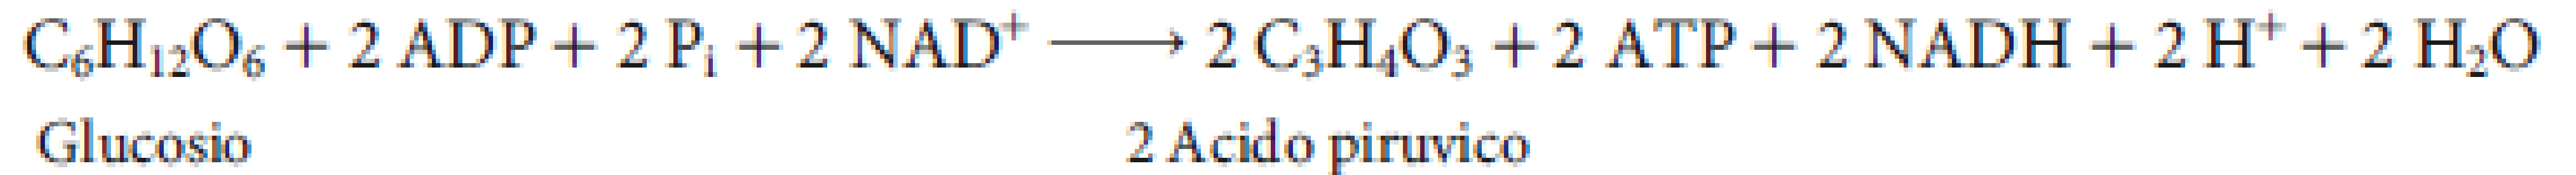 C₆H₁₂O₆ + 2 ADP + 2 Pᵢ + 2 NAD⁺ ⟶ 2 C₃H₄O₃ + 2 ATP + 2 NADH + 2 H⁺ + 2 H₂O
Glucosio 2 Acido piruvico